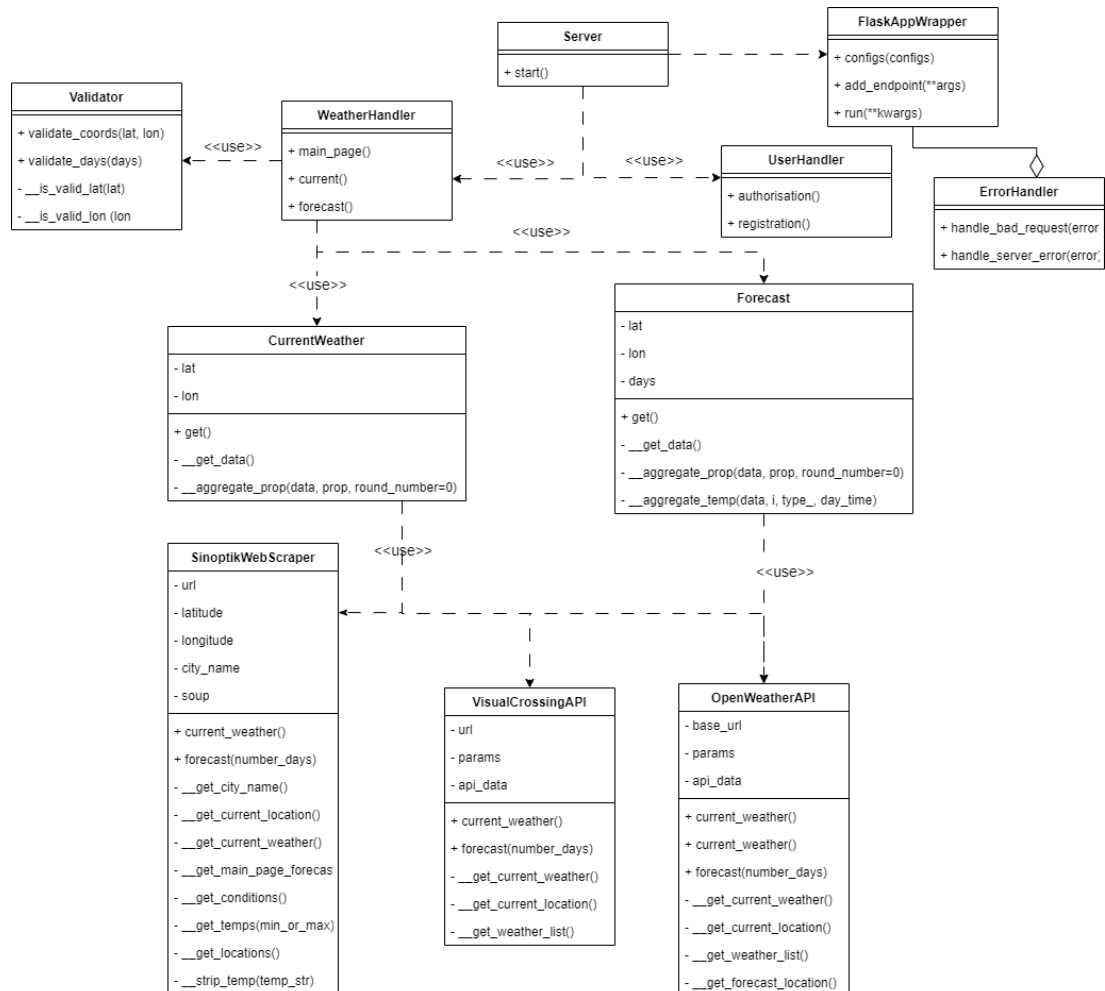 Server
+ start()
FlaskAppWrapper
+ configs(configs)
+ add_endpoint(**args)
+ run(**kwargs)
Validator
+ validate_coords(lat, lon)
+ validate_days(days)
- __is_valid_lat(lat)
- __is_valid_lon (lon
<<use>>
WeatherHandler
+ main_page()
+ current()
+ forecast()
<<use>>
<<use>>
UserHandler
+ authorisation()
+ registration()
ErrorHandler
+ handle_bad_request(error
+ handle_server_error(error)
<<use>>
<<use>>
CurrentWeather
- lat
- lon
+ get()
- __get_data()
- __aggregate_prop(data, prop, round_number=0)
Forecast
- lat
- lon
- days
+ get()
- __get_data()
- __aggregate_prop(data, prop, round_number=0)
- __aggregate_temp(data, i, type_, day_time)
<<use>>
<<use>>
SinoptikWebScraper
- url
- latitude
- longitude
- city_name
- soup
+ current_weather()
+ forecast(number_days)
- __get_city_name()
- __get_current_location()
- __get_current_weather()
- __get_main_page_forecas
- __get_conditions()
- __get_temps(min_or_max)
- __get_locations()
- __strip_temp(temp_str)
VisualCrossingAPI
- url
- params
- api_data
+ current_weather()
+ forecast(number_days)
- __get_current_weather()
- __get_current_location()
- __get_weather_list()
OpenWeatherAPI
- base_url
- params
- api_data
+ current_weather()
+ current_weather()
+ forecast(number_days)
- __get_current_weather()
- __get_current_location()
- __get_weather_list()
- __get_forecast_location()